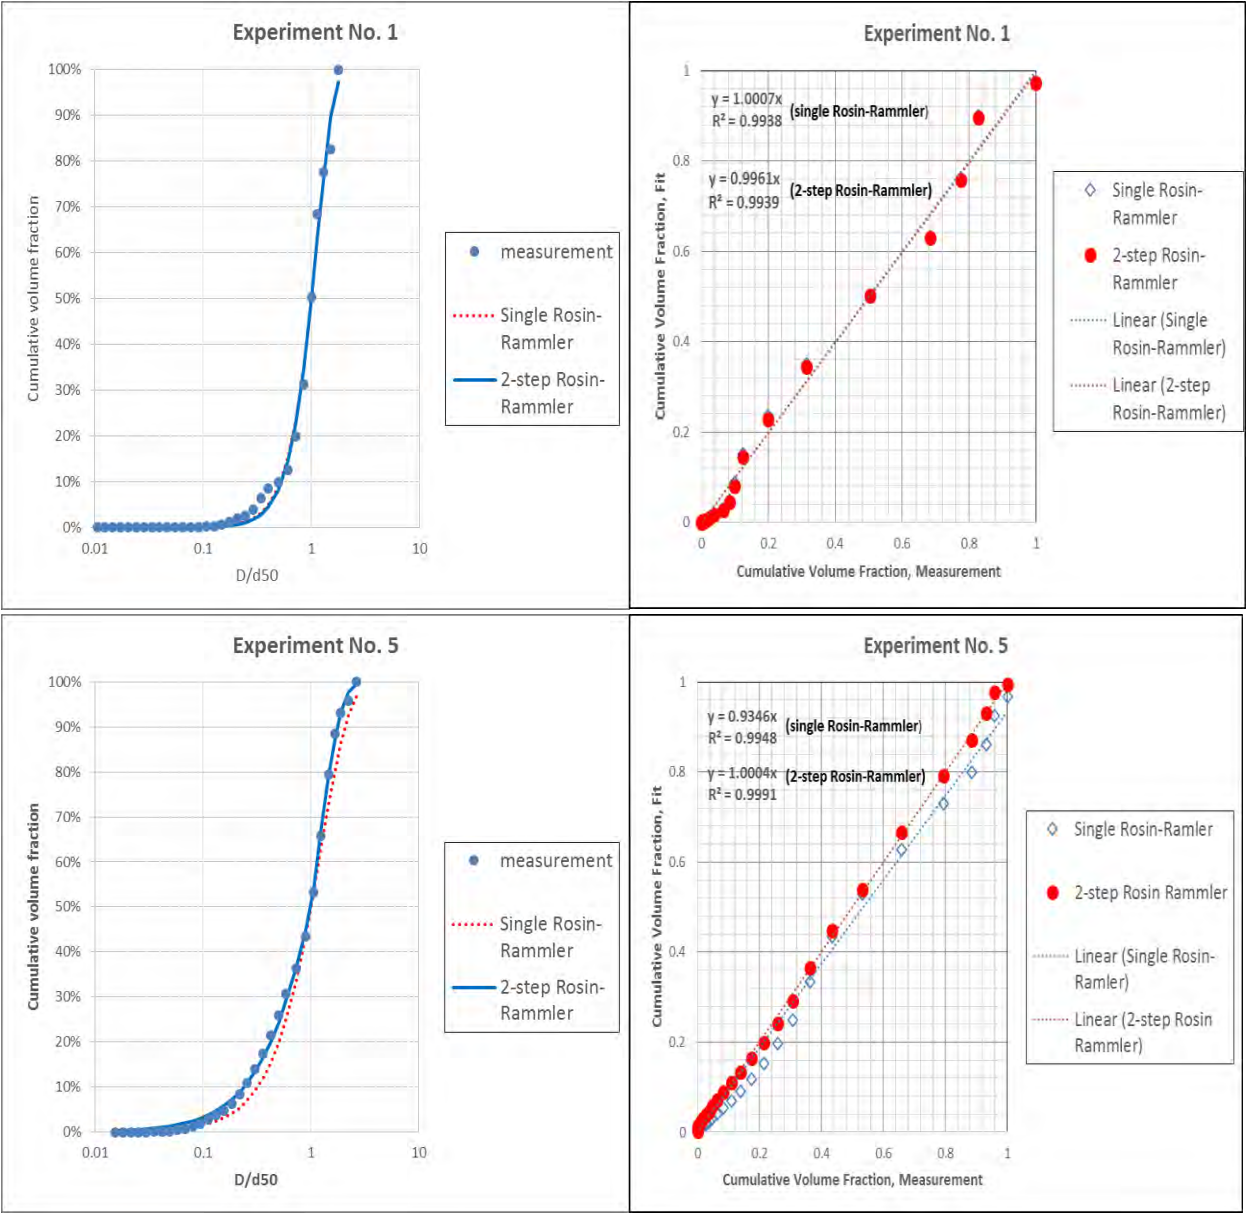 Experiment No. 1
100%
90%
80%
70%
60%
50%
40%
30%
20%
10%
0%
Cumulative volume fraction
0.01
0.1
1
10
D/d50
measurement
Single Rosin-
Rammler
2-step Rosin-
Rammler
Experiment No. 1
y = 1.0007x
R² = 0.9938
(single Rosin-Rammler)
y = 0.9961x
R² = 0.9939
(2-step Rosin-Rammler)
1
0.8
0.6
0.4
0.2
0
Cumulative Volume Fraction, Fit
0
0.2
0.4
0.6
0.8
1
Cumulative Volume Fraction, Measurement
Single Rosin-
Rammler
2-step Rosin-
Rammler
Linear (Single
Rosin-Rammler)
Linear (2-step
Rosin-Rammler)
Experiment No. 5
100%
90%
80%
70%
60%
50%
40%
30%
20%
10%
0%
Cumulative volume fraction
0.01
0.1
1
10
D/d50
measurement
Single Rosin-
Rammler
2-step Rosin-
Rammler
Experiment No. 5
y = 0.9346x
R² = 0.9948
(single Rosin-Rammler)
y = 1.0004x
R² = 0.9991
(2-step Rosin-Rammler)
1
0.8
0.6
0.4
0.2
0
Cumulative Volume Fraction, Fit
0
0.2
0.4
0.6
0.8
1
Cumulative Volume Fraction, Measurement
Single Rosin-Ramler
2-step Rosin Rammler
Linear (Single Rosin-
Ramler)
Linear (2-step Rosin
Rammler)